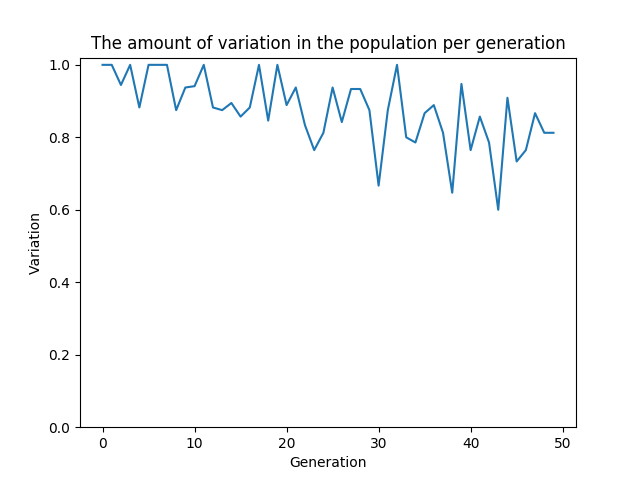 The amount of variation in the population per generation
1.0
0.8
0.6
0.4
0.2
0.0
Variation
0 10 20 30 40 50
Generation